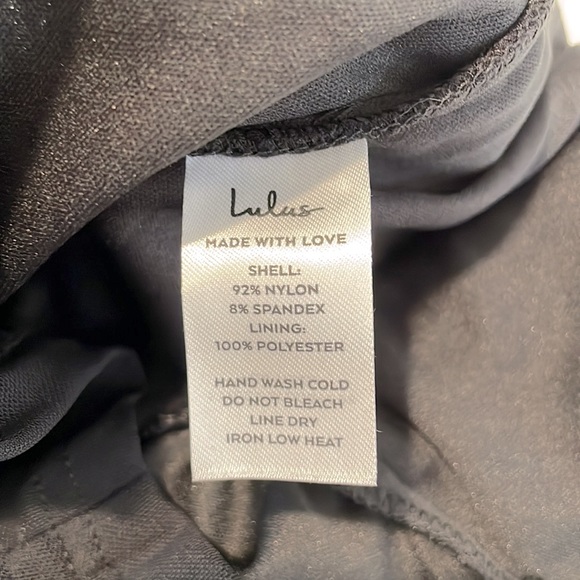 Lulus
MADE WITH LOVE
SHELL:
92% NYLON
8% SPANDEX
LINING:
100% POLYESTER
HAND WASH COLD
DO NOT BLEACH
LINE DRY
IRON LOW HEAT